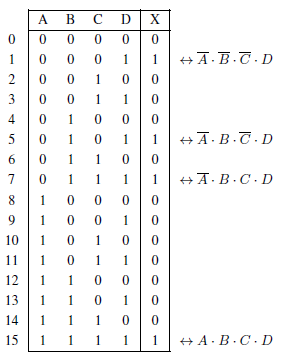 A B C D X
0 0 0 0 0 0
1 0 0 0 1 1 ↔ A̅ · B̅ · C̅ · D
2 0 0 1 0 0
3 0 0 1 1 0
4 0 1 0 0 0
5 0 1 0 1 1 ↔ A̅ · B · C̅ · D
6 0 1 1 0 0
7 0 1 1 1 1 ↔ A̅ · B · C · D
8 1 0 0 0 0
9 1 0 0 1 0
10 1 0 1 0 0
11 1 0 1 1 0
12 1 1 0 0 0
13 1 1 0 1 0
14 1 1 1 0 0
15 1 1 1 1 1 ↔ A · B · C · D